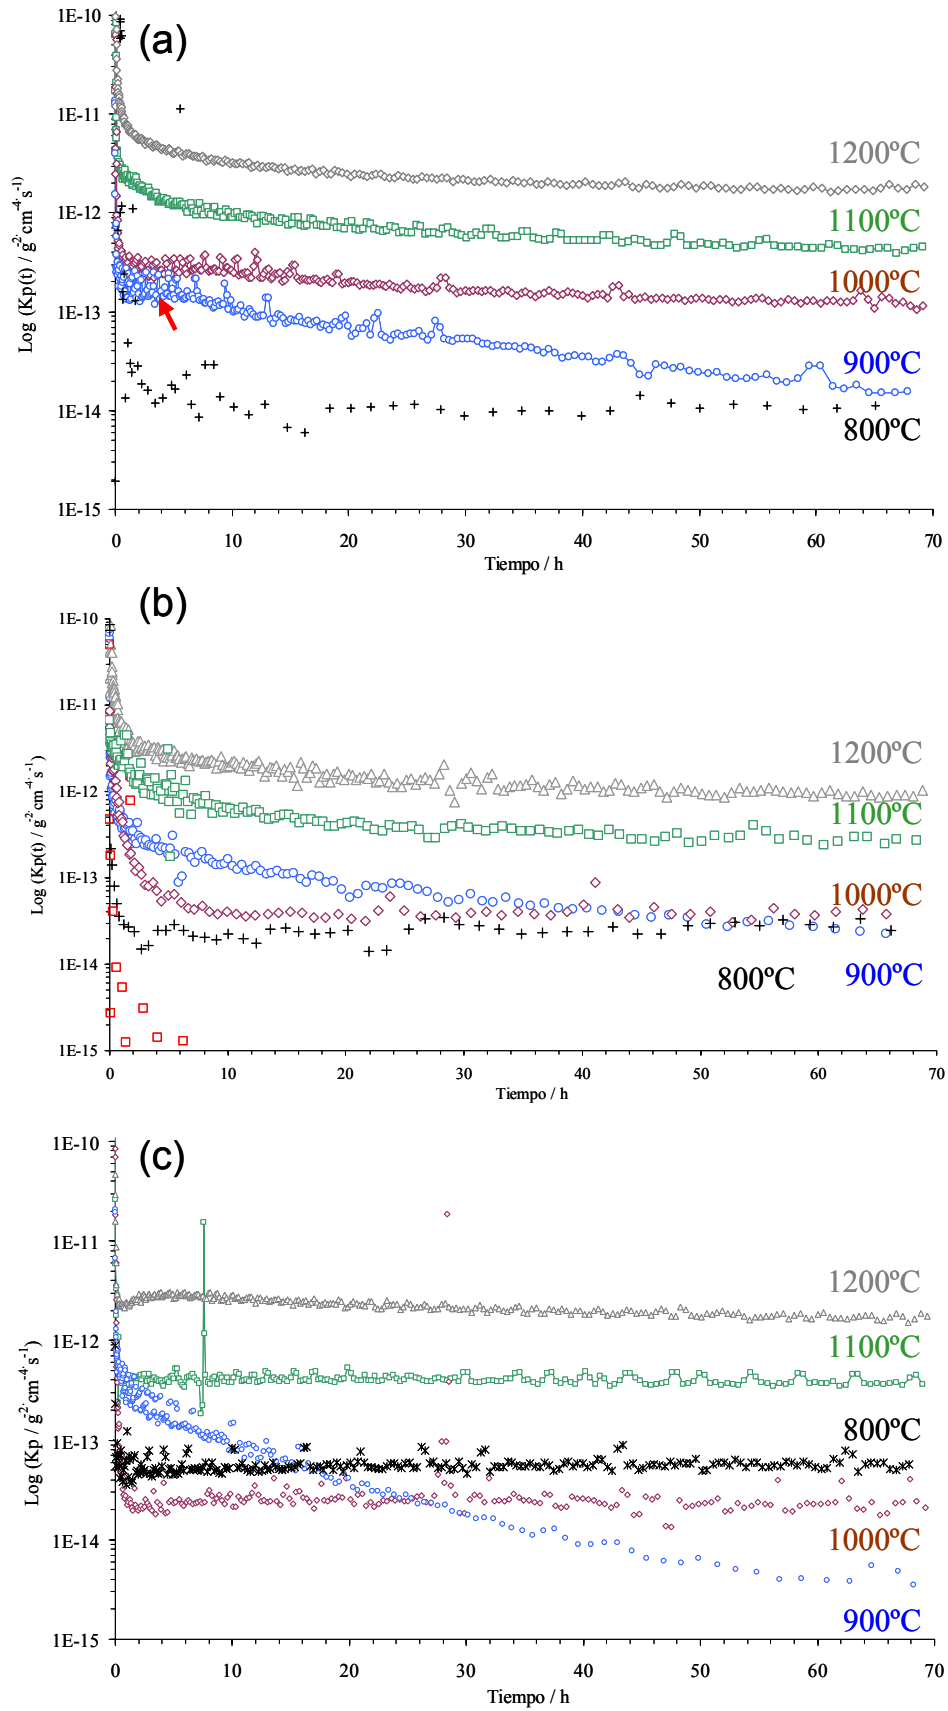 (a)
1E-10
1E-11
1E-12
1E-13
1E-14
1E-15
Log (Kp(t) / g²· cm⁻⁴· s⁻¹)
1200ºC
1100ºC
1000ºC
900ºC
800ºC
0 10 20 30 40 50 60 70
Tiempo / h
(b)
1E-10
1E-11
1E-12
1E-13
1E-14
1E-15
Log (Kp(t) / g⁻²· cm⁻⁴· s⁻¹)
1200ºC
1100ºC
1000ºC
800ºC 900ºC
0 10 20 30 40 50 60 70
Tiempo / h
(c)
1E-10
1E-11
1E-12
1E-13
1E-14
1E-15
Log (Kp / g⁻²· cm⁻⁴· s⁻¹)
1200ºC
1100ºC
800ºC
1000ºC
900ºC
0 10 20 30 40 50 60 70
Tiempo / h